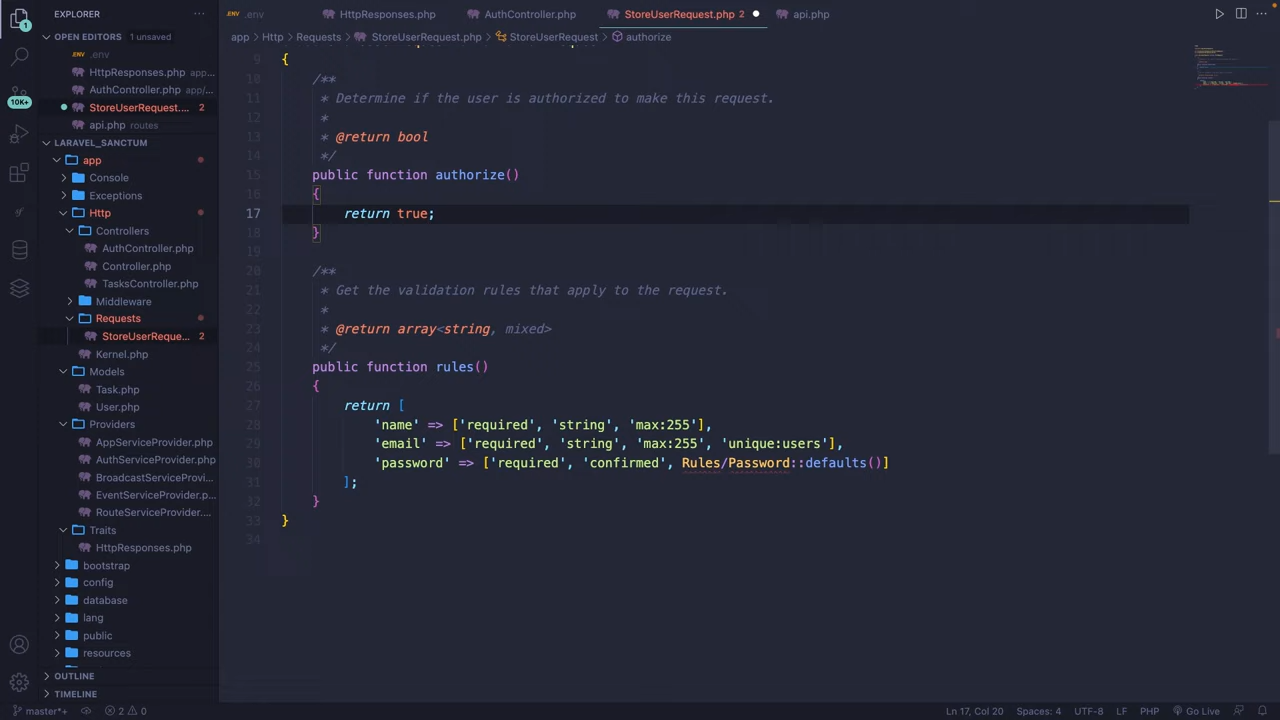 .env
HttpResponses.php
AuthController.php
StoreUserRequest.php 2
api.php
EXPLORER
OPEN EDITORS 1 unsaved
.env
HttpResponses.php app...
AuthController.php app/...
StoreUserRequest.... 2
api.php routes
LARAVEL_SANCTUM
app
Console
Exceptions
Http
Controllers
AuthController.php
Controller.php
TasksController.php
Middleware
Requests
StoreUserReque... 2
Kernel.php
Models
Task.php
User.php
Providers
AppServiceProvider.php
AuthServiceProvider.php
BroadcastServiceProvi...
EventServiceProvider.p...
RouteServiceProvider....
Traits
HttpResponses.php
bootstrap
config
database
lang
public
resources
OUTLINE
TIMELINE
10K+
app > Http > Requests > StoreUserRequest.php > StoreUserRequest > authorize
9 {
10 /**
11 * Determine if the user is authorized to make this request.
12 *
13 * @return bool
14 */
15 public function authorize()
16 {
17 return true;
18 }
19
20 /**
21 * Get the validation rules that apply to the request.
22 *
23 * @return array<string, mixed>
24 */
25 public function rules()
26 {
27 return [
28 'name' => ['required', 'string', 'max:255'],
29 'email' => ['required', 'string', 'max:255', 'unique:users'],
30 'password' => ['required', 'confirmed', Rules/Password::defaults()]
31 ];
32 }
33 }
34
master*+ 2 0
Ln 17, Col 20 Spaces: 4 UTF-8 LF PHP Go Live